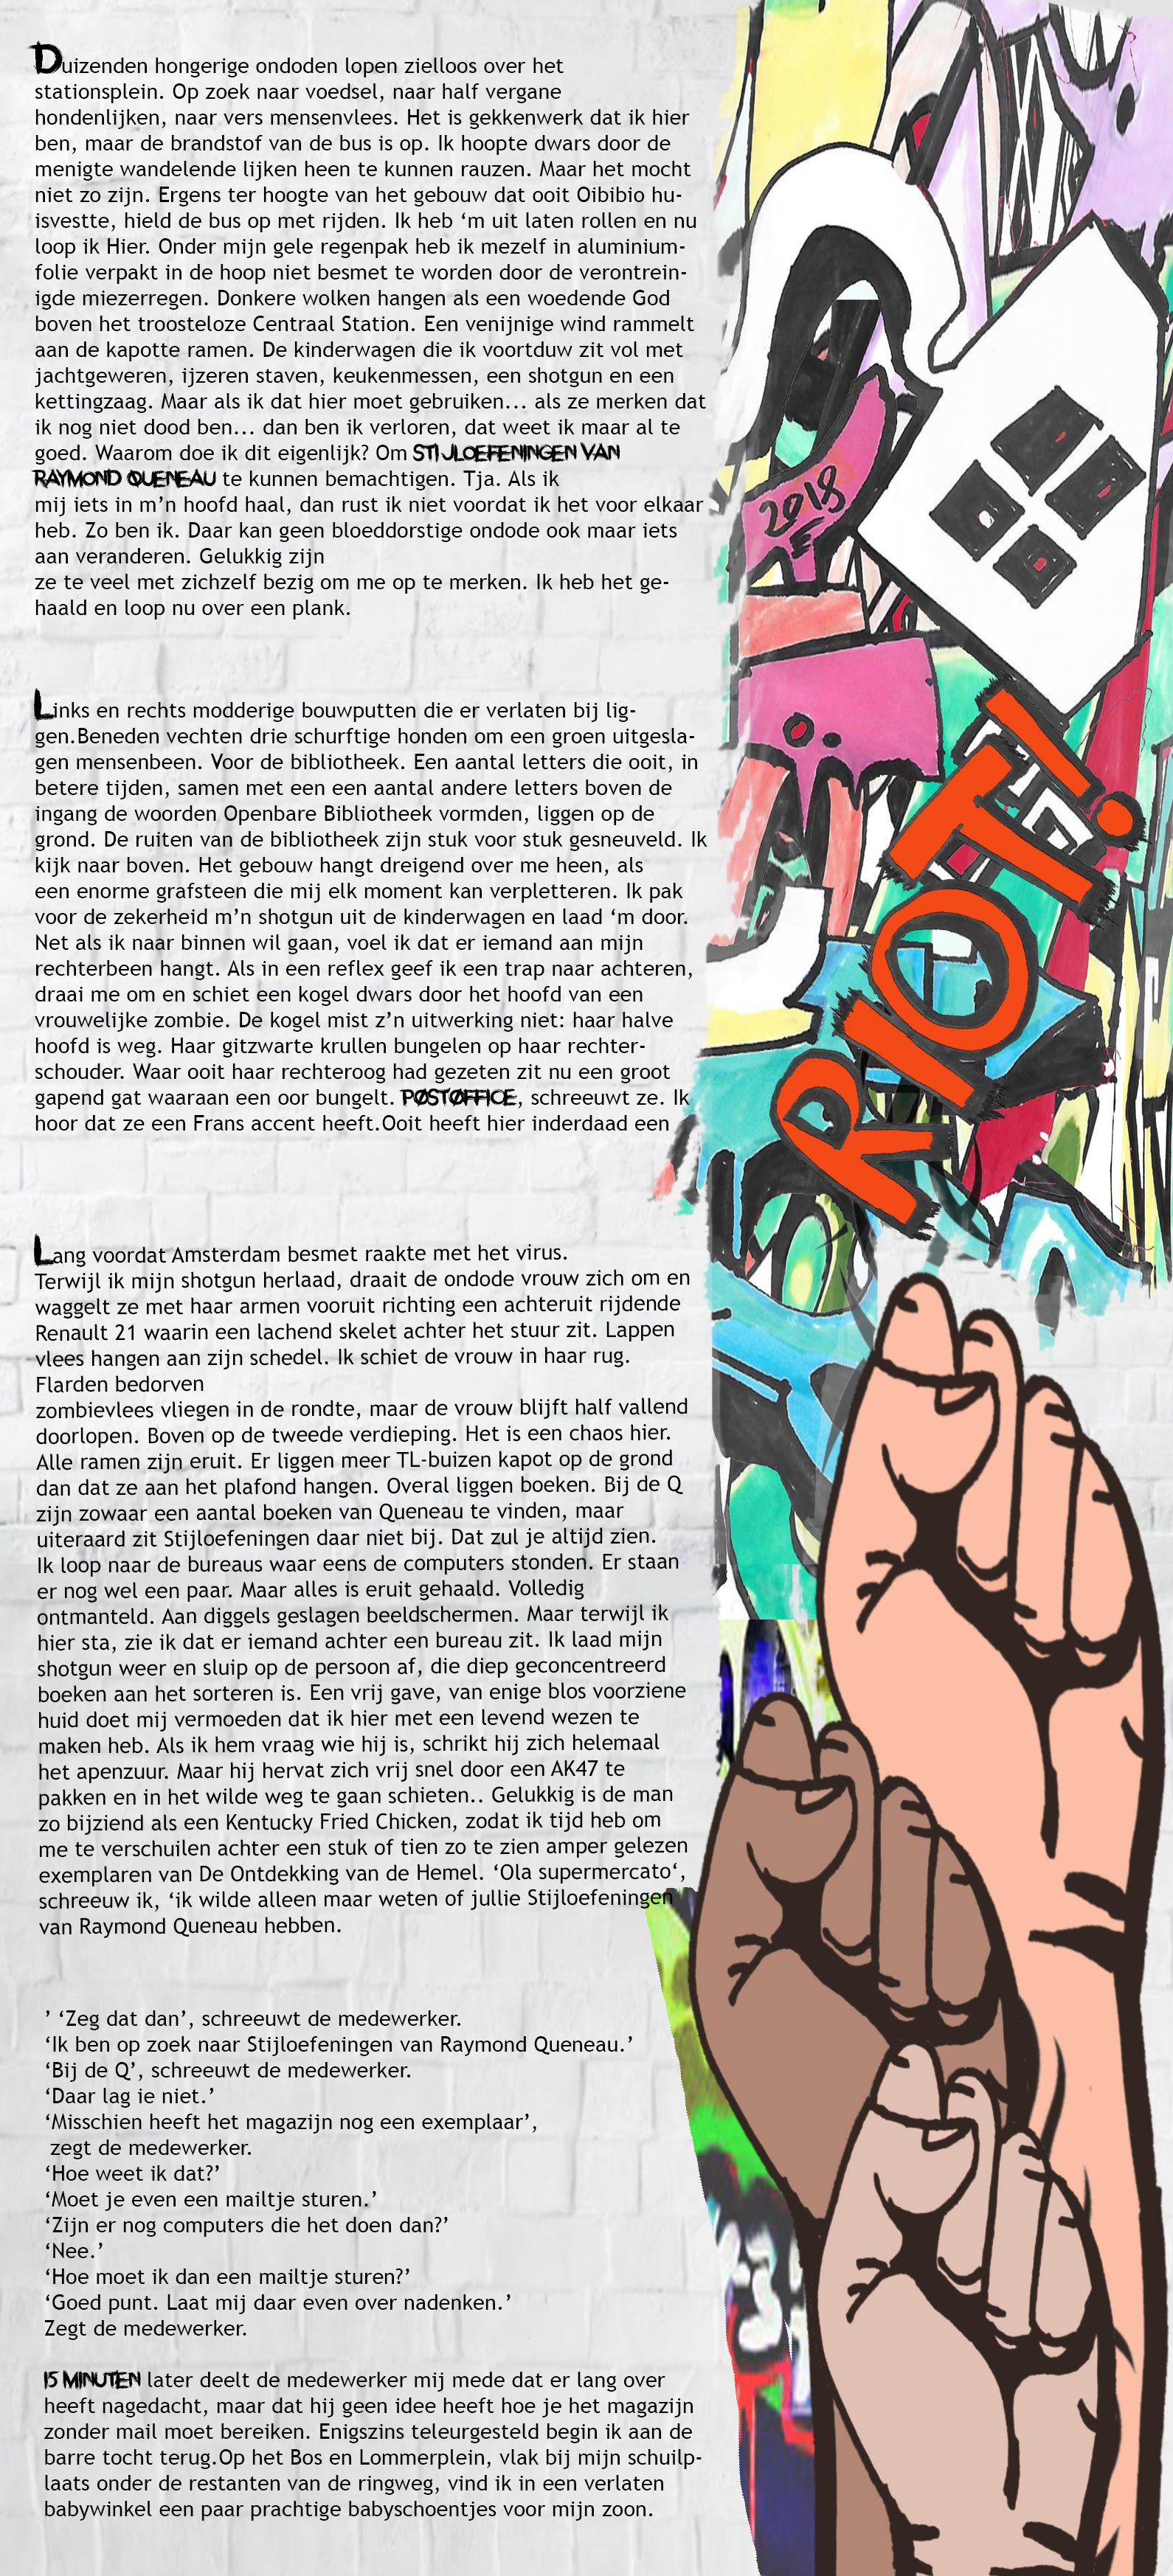 Duizenden hongerige ondoden lopen zielloos over het
stationsplein. Op zoek naar voedsel, naar half vergane
hondenlijken, naar vers mensenvlees. Het is gekkenwerk dat ik hier
ben, maar de brandstof van de bus is op. Ik hoopte dwars door de
menigte wandelende lijken heen te kunnen rauzen. Maar het mocht
niet zo zijn. Ergens ter hoogte van het gebouw dat ooit Oibibio hu-
isvestte, hield de bus op met rijden. Ik heb ‘m uit laten rollen en nu
loop ik Hier. Onder mijn gele regenpak heb ik mezelf in aluminium-
folie verpakt in de hoop niet besmet te worden door de verontrein-
igde miezerregen. Donkere wolken hangen als een woedende God
boven het troosteloze Centraal Station. Een venijnige wind rammelt
aan de kapotte ramen. De kinderwagen die ik voortduw zit vol met
jachtgeweren, ijzeren staven, keukenmessen, een shotgun en een
kettingzaag. Maar als ik dat hier moet gebruiken... als ze merken dat
ik nog niet dood ben... dan ben ik verloren, dat weet ik maar al te
goed. Waarom doe ik dit eigenlijk? Om STIJLOEFENINGEN VAN
RAYMOND QUENEAU te kunnen bemachtigen. Tja. Als ik
mij iets in m’n hoofd haal, dan rust ik niet voordat ik het voor elkaar
heb. Zo ben ik. Daar kan geen bloeddorstige ondode ook maar iets
aan veranderen. Gelukkig zijn
ze te veel met zichzelf bezig om me op te merken. Ik heb het ge-
haald en loop nu over een plank.
2018
Links en rechts modderige bouwputten die er verlaten bij lig-
gen.Beneden vechten drie schurftige honden om een groen uitgesla-
gen mensenbeen. Voor de bibliotheek. Een aantal letters die ooit, in
betere tijden, samen met een een aantal andere letters boven de
ingang de woorden Openbare Bibliotheek vormden, liggen op de
grond. De ruiten van de bibliotheek zijn stuk voor stuk gesneuveld. Ik
kijk naar boven. Het gebouw hangt dreigend over me heen, als
een enorme grafsteen die mij elk moment kan verpletteren. Ik pak
voor de zekerheid m’n shotgun uit de kinderwagen en laad ‘m door.
Net als ik naar binnen wil gaan, voel ik dat er iemand aan mijn
rechterbeen hangt. Als in een reflex geef ik een trap naar achteren,
draai me om en schiet een kogel dwars door het hoofd van een
vrouwelijke zombie. De kogel mist z’n uitwerking niet: haar halve
hoofd is weg. Haar gitzwarte krullen bungelen op haar rechter-
schouder. Waar ooit haar rechteroog had gezeten zit nu een groot
gapend gat waaraan een oor bungelt. PØSTØFFICE, schreeuwt ze. Ik
hoor dat ze een Frans accent heeft.Ooit heeft hier inderdaad een
RIOT!
Lang voordat Amsterdam besmet raakte met het virus.
Terwijl ik mijn shotgun herlaad, draait de ondode vrouw zich om en
waggelt ze met haar armen vooruit richting een achteruit rijdende
Renault 21 waarin een lachend skelet achter het stuur zit. Lappen
vlees hangen aan zijn schedel. Ik schiet de vrouw in haar rug.
Flarden bedorven
zombievlees vliegen in de rondte, maar de vrouw blijft half vallend
doorlopen. Boven op de tweede verdieping. Het is een chaos hier.
Alle ramen zijn eruit. Er liggen meer TL-buizen kapot op de grond
dan dat ze aan het plafond hangen. Overal liggen boeken. Bij de Q
zijn zowaar een aantal boeken van Queneau te vinden, maar
uiteraard zit Stijloefeningen daar niet bij. Dat zul je altijd zien.
Ik loop naar de bureaus waar eens de computers stonden. Er staan
er nog wel een paar. Maar alles is eruit gehaald. Volledig
ontmanteld. Aan diggels geslagen beeldschermen. Maar terwijl ik
hier sta, zie ik dat er iemand achter een bureau zit. Ik laad mijn
shotgun weer en sluip op de persoon af, die diep geconcentreerd
boeken aan het sorteren is. Een vrij gave, van enige blos voorziene
huid doet mij vermoeden dat ik hier met een levend wezen te
maken heb. Als ik hem vraag wie hij is, schrikt hij zich helemaal
het apenzuur. Maar hij hervat zich vrij snel door een AK47 te
pakken en in het wilde weg te gaan schieten.. Gelukkig is de man
zo bijziend als een Kentucky Fried Chicken, zodat ik tijd heb om
me te verschuilen achter een stuk of tien zo te zien amper gelezen
exemplaren van De Ontdekking van de Hemel. ‘Ola supermercato‘,
schreeuw ik, ‘ik wilde alleen maar weten of jullie Stijloefeningen
van Raymond Queneau hebben.
’ ‘Zeg dat dan’, schreeuwt de medewerker.
‘Ik ben op zoek naar Stijloefeningen van Raymond Queneau.’
‘Bij de Q’, schreeuwt de medewerker.
‘Daar lag ie niet.’
‘Misschien heeft het magazijn nog een exemplaar’,
zegt de medewerker.
‘Hoe weet ik dat?’
‘Moet je even een mailtje sturen.’
‘Zijn er nog computers die het doen dan?’
‘Nee.’
‘Hoe moet ik dan een mailtje sturen?’
‘Goed punt. Laat mij daar even over nadenken.’
Zegt de medewerker.
15 MINUTEN later deelt de medewerker mij mede dat er lang over
heeft nagedacht, maar dat hij geen idee heeft hoe je het magazijn
zonder mail moet bereiken. Enigszins teleurgesteld begin ik aan de
barre tocht terug.Op het Bos en Lommerplein, vlak bij mijn schuilp-
laats onder de restanten van de ringweg, vind ik in een verlaten
babywinkel een paar prachtige babyschoentjes voor mijn zoon.